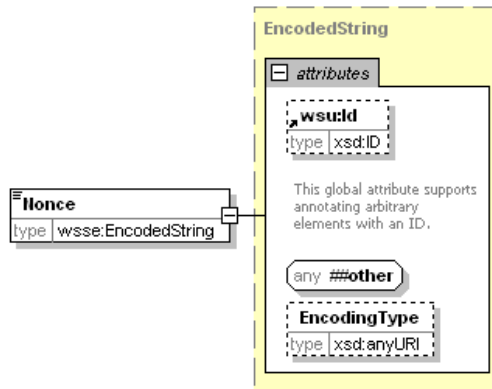 EncodedString
attributes
wsu:Id
type xsd:ID
This global attribute supports
annotating arbitrary
elements with an ID.
Nonce
type wsse:EncodedString
any ##other
EncodingType
type xsd:anyURI